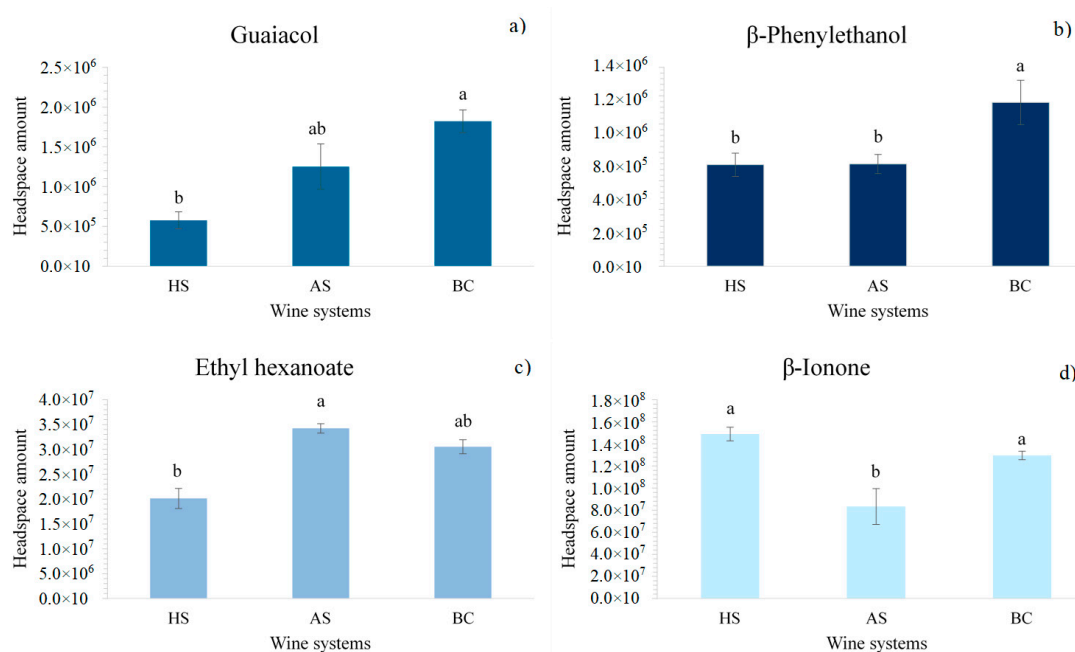 Guaiacol
a)
2.5×10⁶
2.0×10⁶
1.5×10⁶
1.0×10⁶
5.0×10⁵
0.0×10
Headspace amount
b
ab
a
HS
AS
BC
Wine systems
β-Phenylethanol
b)
1.4×10⁶
1.2×10⁶
1.0×10⁶
8.0×10⁵
4.0×10⁵
2.0×10⁵
0.0×10
Headspace amount
b
b
a
HS
AS
BC
Wine systems
Ethyl hexanoate
c)
4.0×10⁷
3.5×10⁷
3.0×10⁷
2.5×10⁷
2.0×10⁷
1.5×10⁷
1.0×10⁷
5.0×10⁶
0.0×10
Headspace amount
b
a
ab
HS
AS
BC
Wine systems
β-Ionone
d)
1.8×10⁸
1.6×10⁸
1.4×10⁸
1.2×10⁸
1.0×10⁸
8.0×10⁷
6.0×10⁷
4.0×10⁷
2.0×10⁷
0.0×10
Headspace amount
a
b
a
HS
AS
BC
Wine systems